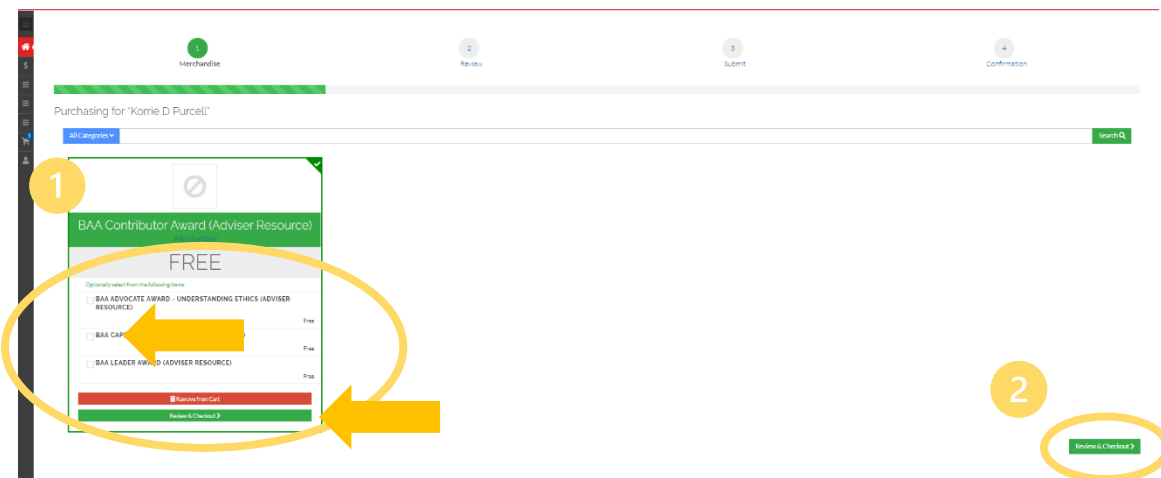 1
2
3
4
Merchandise
Review
Submit
Confirmation
Purchasing for "Korrie D Purcell"
All Categories
Search
1
BAA Contributor Award (Adviser Resource)
FREE
Optionally select from the following items:
BAA ADVOCATE AWARD - UNDERSTANDING ETHICS (ADVISER
RESOURCE)
Free
BAA
Free
BAA LEADER AWARD (ADVISER RESOURCE)
Free
Remove from Cart
Review & Checkout
2
Review & Checkout